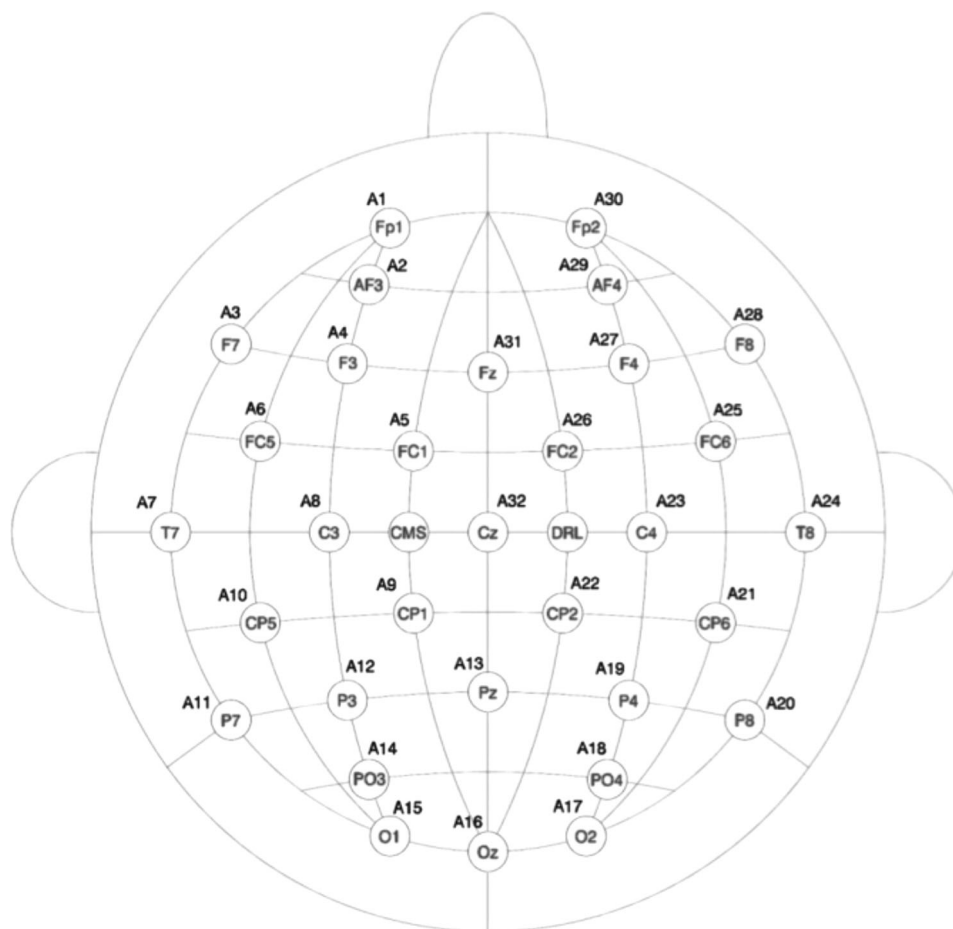 A1 A30
Fp1 Fp2
A2 A29
AF3 AF4
A3 A4 A31 A27 A28
F7 F3 Fz F4 F8
A6 A5 A26 A25
FC5 FC1 FC2 FC6
A7 A8 A32 A23 A24
T7 C3 CMS Cz DRL C4 T8
A10 A9 A22 A21
CP5 CP1 CP2 CP6
A11 A12 A13 A19 A20
P7 P3 Pz P4 P8
A14 A18
PO3 PO4
A15 A16 A17
O1 Oz O2